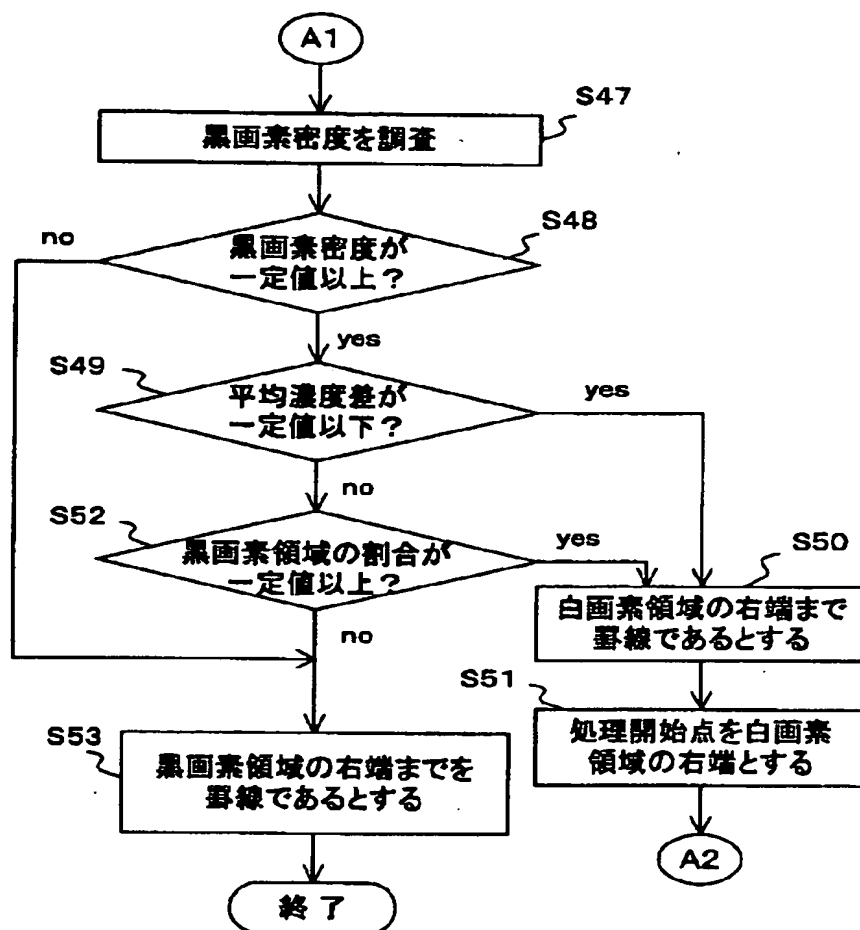 A1
S47
黒画素密度を調査
S48
no
黒画素密度が
一定値以上？
yes
S49
平均濃度差が
一定値以下？
yes
no
S52
黒画素領域の割合が
一定値以上？
yes
S50
白画素領域の右端まで
罫線であるとする
no
S51
処理開始点を白画素
領域の右端とする
S53
黒画素領域の右端までを
罫線であるとする
A2
終了